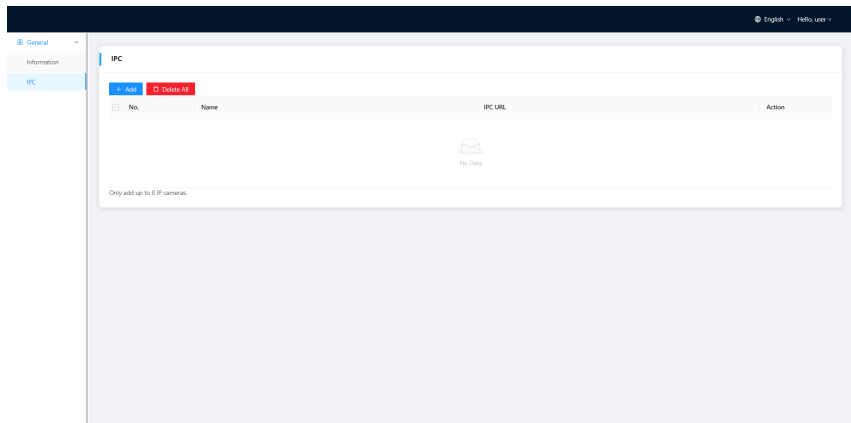 English Hello, user
General
Information
IPC
IPC
+ Add Delete All
No. Name IPC URL Action
No Data
Only add up to 8 IP cameras.